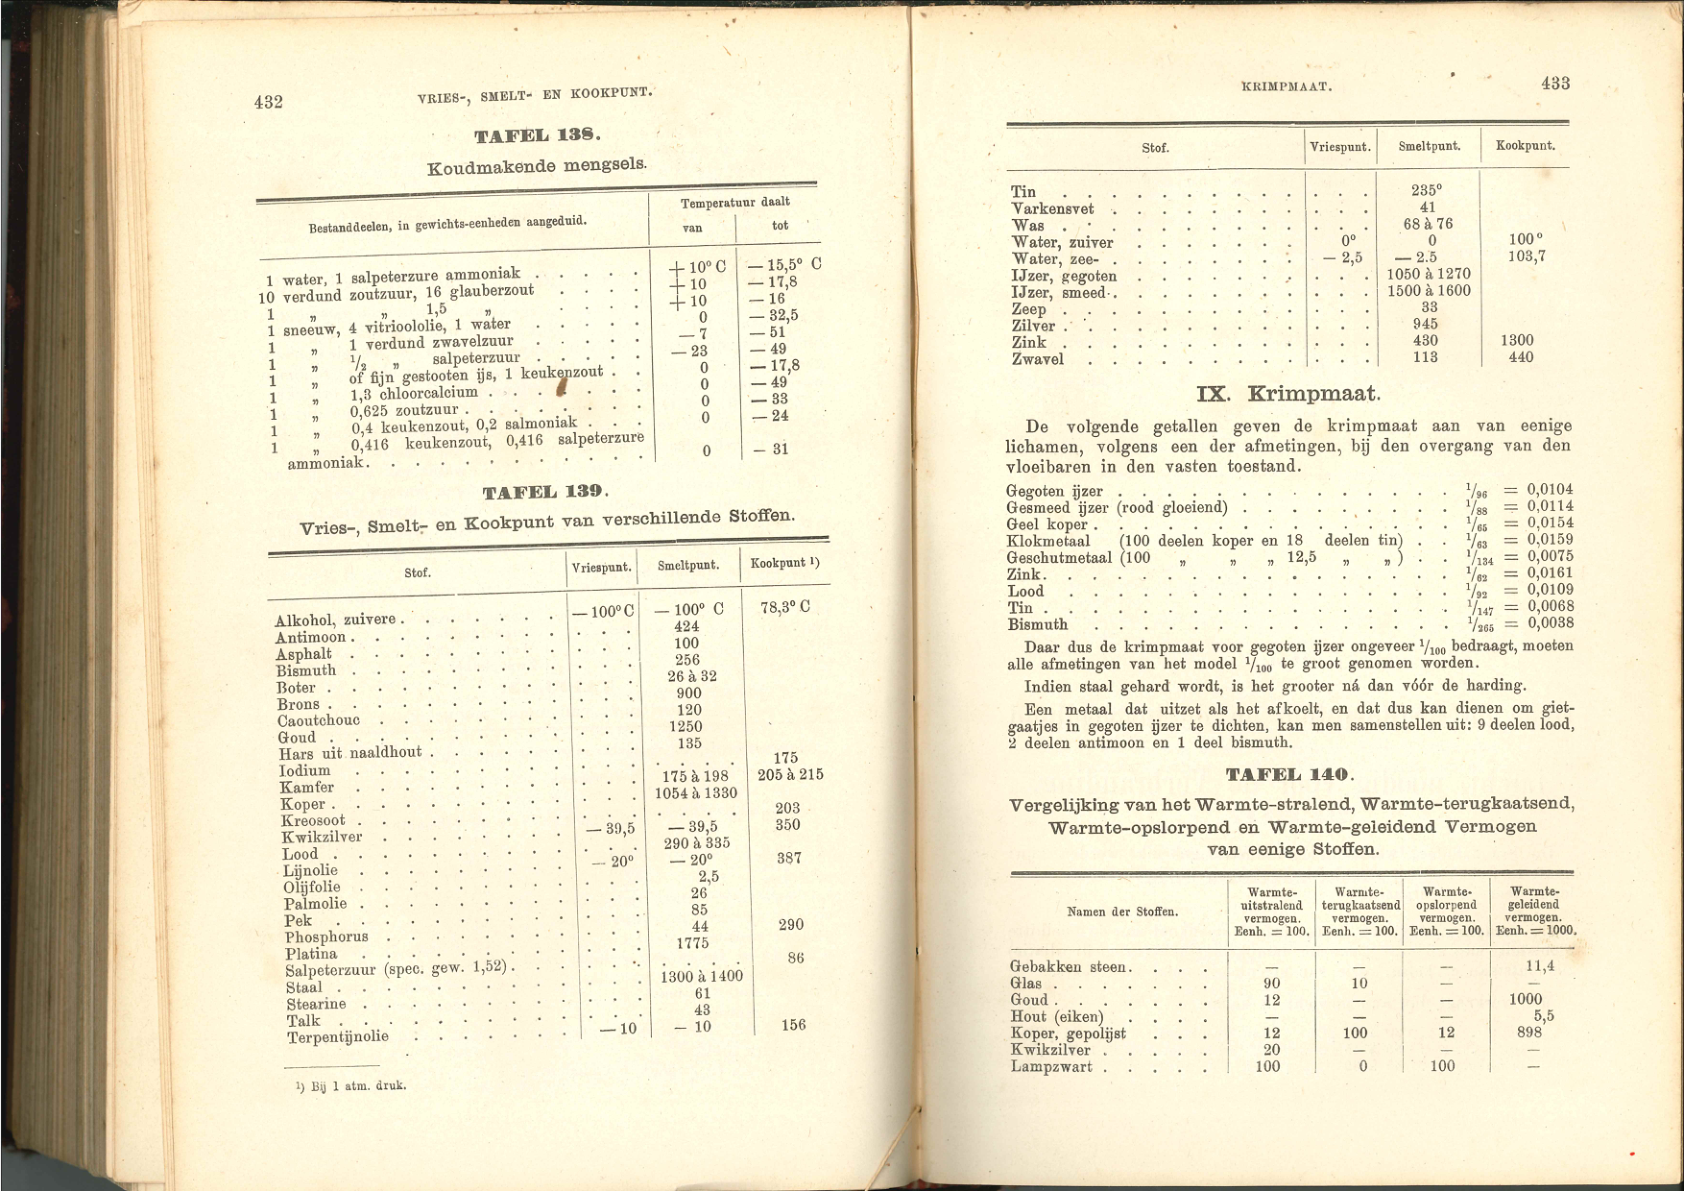 432 VRIES-, SMELT- EN KOOKPUNT.
TAFEL 138.
Koudmakende mengsels.
Bestanddeelen, in gewichts-eenheden aangeduid. Temperatuur daalt
van tot
1 water, 1 salpeterzure ammoniak . . . . . + 10° C — 15,5° C
10 verdund zoutzuur, 16 glauberzout . . . . + 10 — 17,8
1 „ „ 1,5 „ . . . . + 10 — 16
1 sneeuw, 4 vitrioololie, 1 water . . . . . 0 — 32,5
1 „ 1 verdund zwavelzuur . . . . . — 7 — 51
1 „ 1/2 „ salpeterzuur . . . . . — 23 — 49
1 „ of fijn gestooten ijs, 1 keukenzout . . 0 — 17,8
1 „ 1,3 chloorcalcium . . . . . . . 0 — 49
1 „ 0,625 zoutzuur . . . . . . . . 0 — 33
1 „ 0,4 keukenzout, 0,2 salmoniak . . . 0 — 24
1 „ 0,416 keukenzout, 0,416 salpeterzure
ammoniak. . . . . . . . . . . . 0 — 31
TAFEL 139.
Vries-, Smelt- en Kookpunt van verschillende Stoffen.
Stof. Vriespunt. Smeltpunt. Kookpunt ¹)
Alkohol, zuivere . . . . . . . — 100° C — 100° C 78,3° C
Antimoon . . . . . . . . . . . . 424
Asphalt . . . . . . . . . . . . 100
Bismuth . . . . . . . . . . . . 256
Boter . . . . . . . . . . . . 26 à 32
Brons . . . . . . . . . . . . 900
Caoutchouc . . . . . . . . . . . 120
Goud . . . . . . . . . . . . 1250
Hars uit naaldhout . . . . . . . . . 135
Iodium . . . . . . . . . . . . . . . . 175
Kamfer . . . . . . . . . . . . 175 à 198 205 à 215
Koper . . . . . . . . . . . . . 1054 à 1330
Kreosoot . . . . . . . . . . . . . . . . 203
Kwikzilver . . . . . . . . — 39,5 — 39,5 350
Lood . . . . . . . . . . . . 290 à 335
Lijnolie . . . . . . . . . — 20° — 20° 387
Olijfolie . . . . . . . . . . . . 2,5
Palmolie . . . . . . . . . . . . 26
Pek . . . . . . . . . . . . . 85
Phosphorus . . . . . . . . . . . 44 290
Platina . . . . . . . . . . . . 1775
Salpeterzuur (spec. gew. 1,52) . . . . . . . . . . 86
Staal . . . . . . . . . . . . . 1300 à 1400
Stearine . . . . . . . . . . . . 61
Talk . . . . . . . . . . . . . 43
Terpentijnolie . . . . . . . — 10 — 10 156
¹) Bij 1 atm. druk.
KRIMPMAAT. 433
Stof. Vriespunt. Smeltpunt. Kookpunt.
Tin . . . . . . . . . . . . . 235°
Varkensvet . . . . . . . . . . . 41
Was . . . . . . . . . . . . . 68 à 76
Water, zuiver . . . . . . . 0° 0 100°
Water, zee- . . . . . . . . — 2,5 — 2.5 103,7
IJzer, gegoten . . . . . . . . . . 1050 à 1270
IJzer, smeed- . . . . . . . . . . . 1500 à 1600
Zeep . . . . . . . . . . . . . 33
Zilver . . . . . . . . . . . . . 945
Zink . . . . . . . . . . . . . 430 1300
Zwavel . . . . . . . . . . . . 113 440
IX. Krimpmaat.
De volgende getallen geven de krimpmaat aan van eenige
lichamen, volgens een der afmetingen, bij den overgang van den
vloeibaren in den vasten toestand.
Gegoten ijzer . . . . . . . . . . . . . . 1/96 = 0,0104
Gesmeed ijzer (rood gloeiend) . . . . . . . . . 1/88 = 0,0114
Geel koper . . . . . . . . . . . . . . . 1/65 = 0,0154
Klokmetaal (100 deelen koper en 18 deelen tin) . . 1/63 = 0,0159
Geschutmetaal (100 „ „ „ 12,5 „ „ ) . . 1/134 = 0,0075
Zink. . . . . . . . . . . . . . . . . 1/62 = 0,0161
Lood . . . . . . . . . . . . . . . . 1/92 = 0,0109
Tin . . . . . . . . . . . . . . . . . 1/147 = 0,0068
Bismuth . . . . . . . . . . . . . . . 1/265 = 0,0038
Daar dus de krimpmaat voor gegoten ijzer ongeveer 1/100 bedraagt, moeten
alle afmetingen van het model 1/100 te groot genomen worden.
Indien staal gehard wordt, is het grooter ná dan vóór de harding.
Een metaal dat uitzet als het afkoelt, en dat dus kan dienen om giet-
gaatjes in gegoten ijzer te dichten, kan men samenstellen uit: 9 deelen lood,
2 deelen antimoon en 1 deel bismuth.
TAFEL 140.
Vergelijking van het Warmte-stralend, Warmte-terugkaatsend,
Warmte-opslorpend en Warmte-geleidend Vermogen
van eenige Stoffen.
Namen der Stoffen. Warmte- Warmte- Warmte- Warmte-
uitstralend terugkaatsend opslorpend geleidend
vermogen. vermogen. vermogen. vermogen.
Eenh. = 100. Eenh. = 100. Eenh. = 100. Eenh. = 1000.
Gebakken steen. . . . — — — 11,4
Glas . . . . . . . 90 10 — —
Goud . . . . . . . 12 — — 1000
Hout (eiken) . . . . — — — 5,5
Koper, gepolijst . . . 12 100 12 898
Kwikzilver . . . . . 20 — — —
Lampzwart . . . . . 100 0 100 —